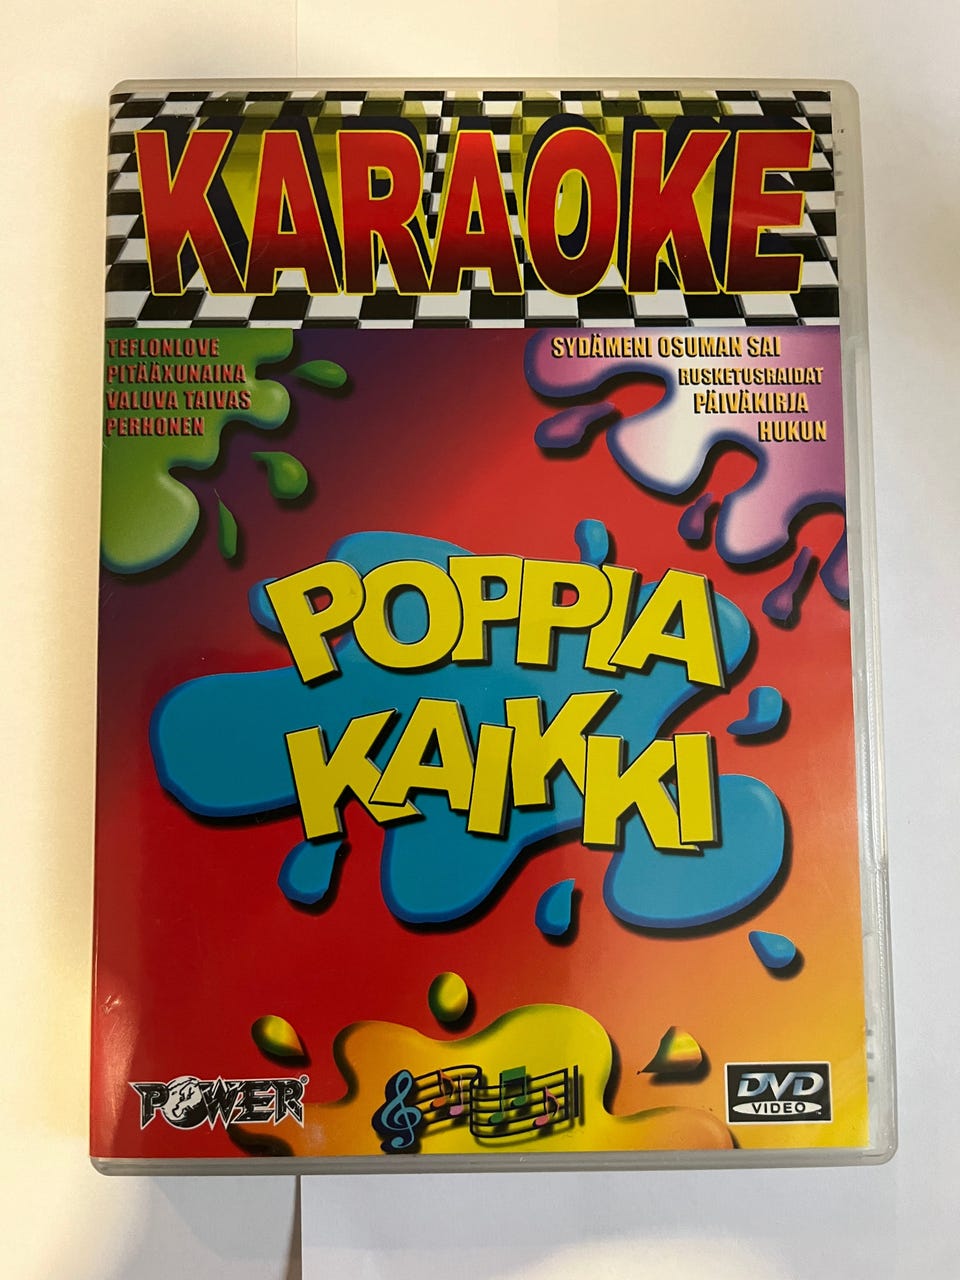 KARAOKE
TEFLONLOVE
PITÄÄXUNAINA
VALUVA TAIVAS
PERHONEN
SYDÄMENI OSUMAN SAI
RUSKETUSRAIDAT
PÄIVÄKIRJA
HUKUN
POPPIA
KAIKKI
POWER®
DVD
VIDEO